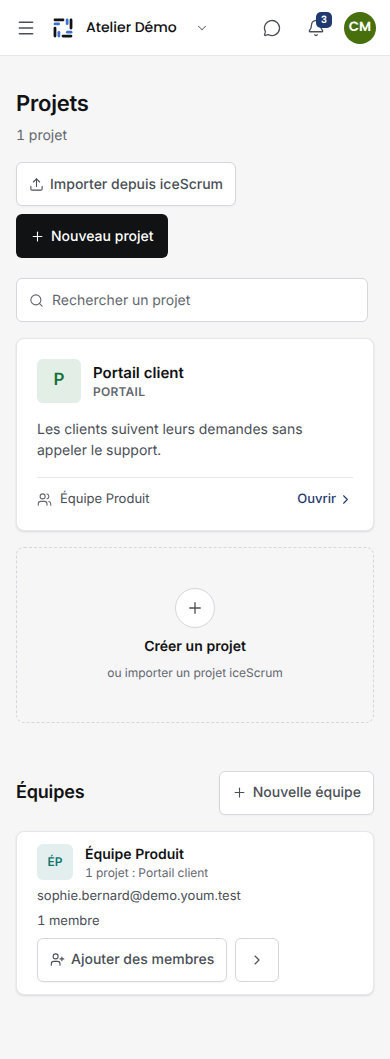 Atelier Démo
3
CM
Projets
1 projet
Importer depuis iceScrum
Nouveau projet
Rechercher un projet
P
Portail client
PORTAIL
Les clients suivent leurs demandes sans
appeler le support.
Équipe Produit
Ouvrir
Créer un projet
ou importer un projet iceScrum
Équipes
Nouvelle équipe
ÉP
Équipe Produit
1 projet : Portail client
sophie.bernard@demo.youm.test
1 membre
Ajouter des membres